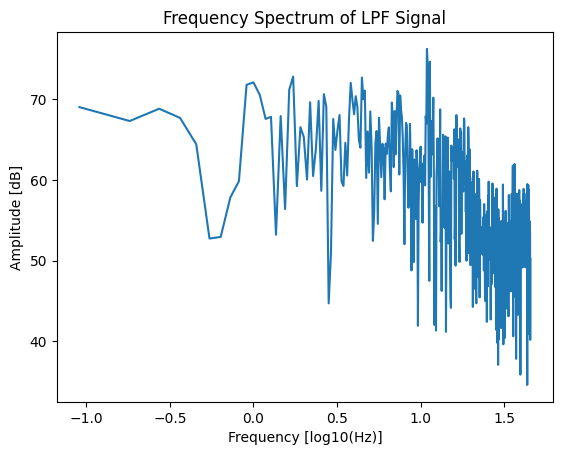 Frequency Spectrum of LPF Signal
Amplitude [dB]
70
60
50
40
−1.0 −0.5 0.0 0.5 1.0 1.5
Frequency [log10(Hz)]